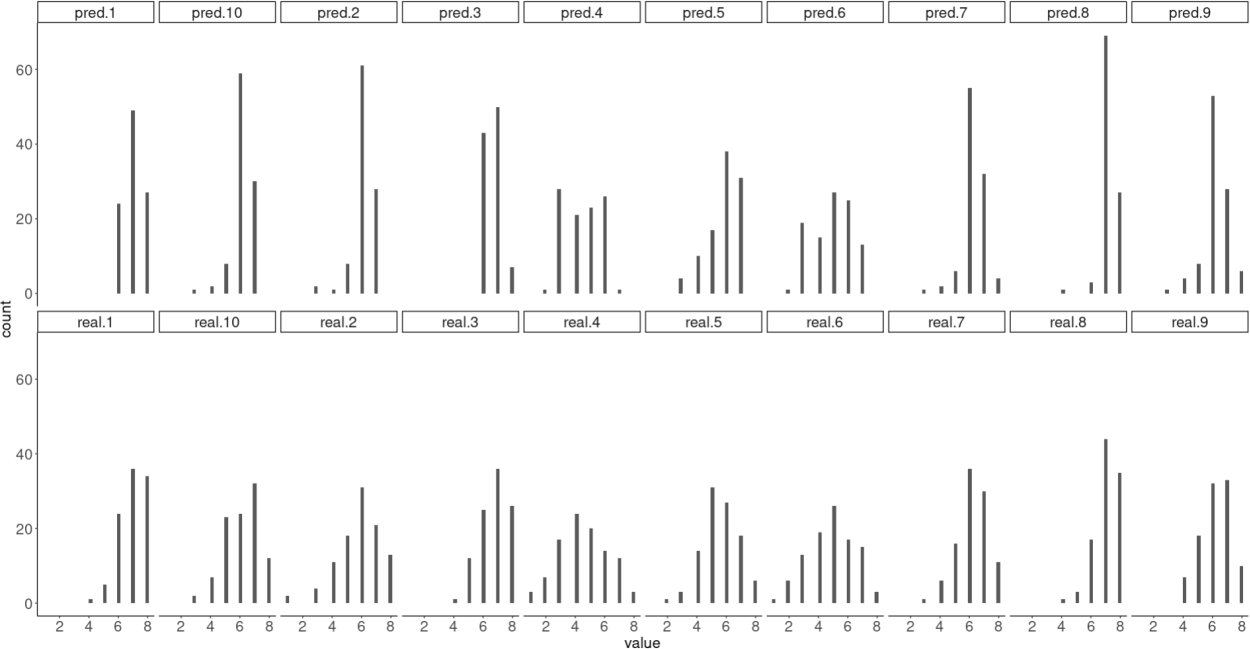 pred.1 pred.10 pred.2 pred.3 pred.4 pred.5 pred.6 pred.7 pred.8 pred.9
60
40
20
0
count
real.1 real.10 real.2 real.3 real.4 real.5 real.6 real.7 real.8 real.9
60
40
20
0
2 4 6 8 2 4 6 8 2 4 6 8 2 4 6 8 2 4 6 8 2 4 6 8 2 4 6 8 2 4 6 8 2 4 6 8 2 4 6 8
value